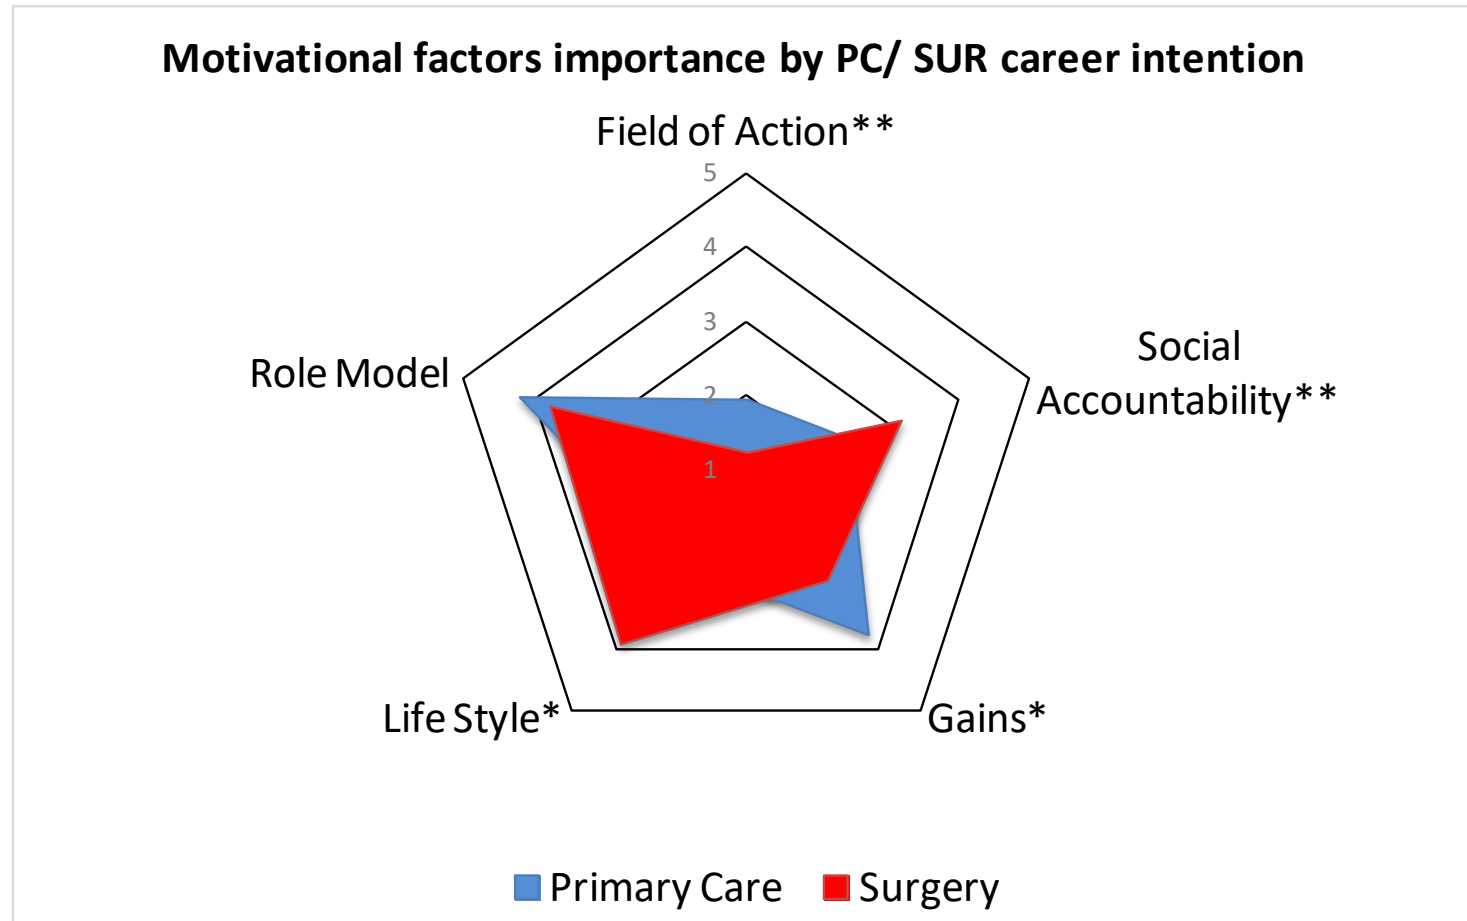 Motivational factors importance by PC/ SUR career intention
Field of Action**
5
4
3
2
1
Social
Accountability**
Role Model
Life Style*
Gains*
Primary Care
Surgery